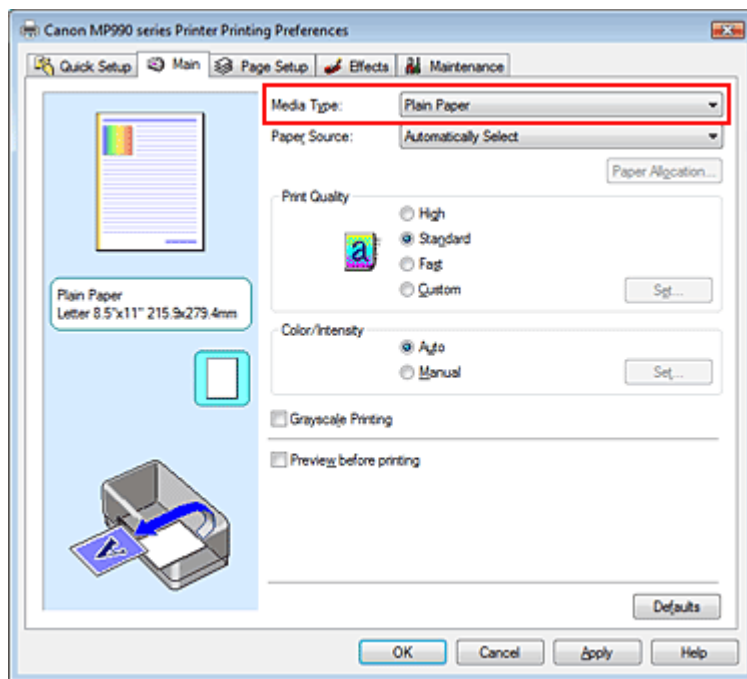 Canon MP990 series Printer Printing Preferences
Quick Setup Main Page Setup Effects Maintenance
Media Type: Plain Paper
Paper Source: Automatically Select
Paper Allocation...
Print Quality
High
a Standard
Fast
Custom Set...
Plain Paper
Letter 8.5"x11" 215.9x279.4mm
Color/Intensity
Auto
Manual Set...
Grayscale Printing
Preview before printing
A
Defaults
OK Cancel Apply Help